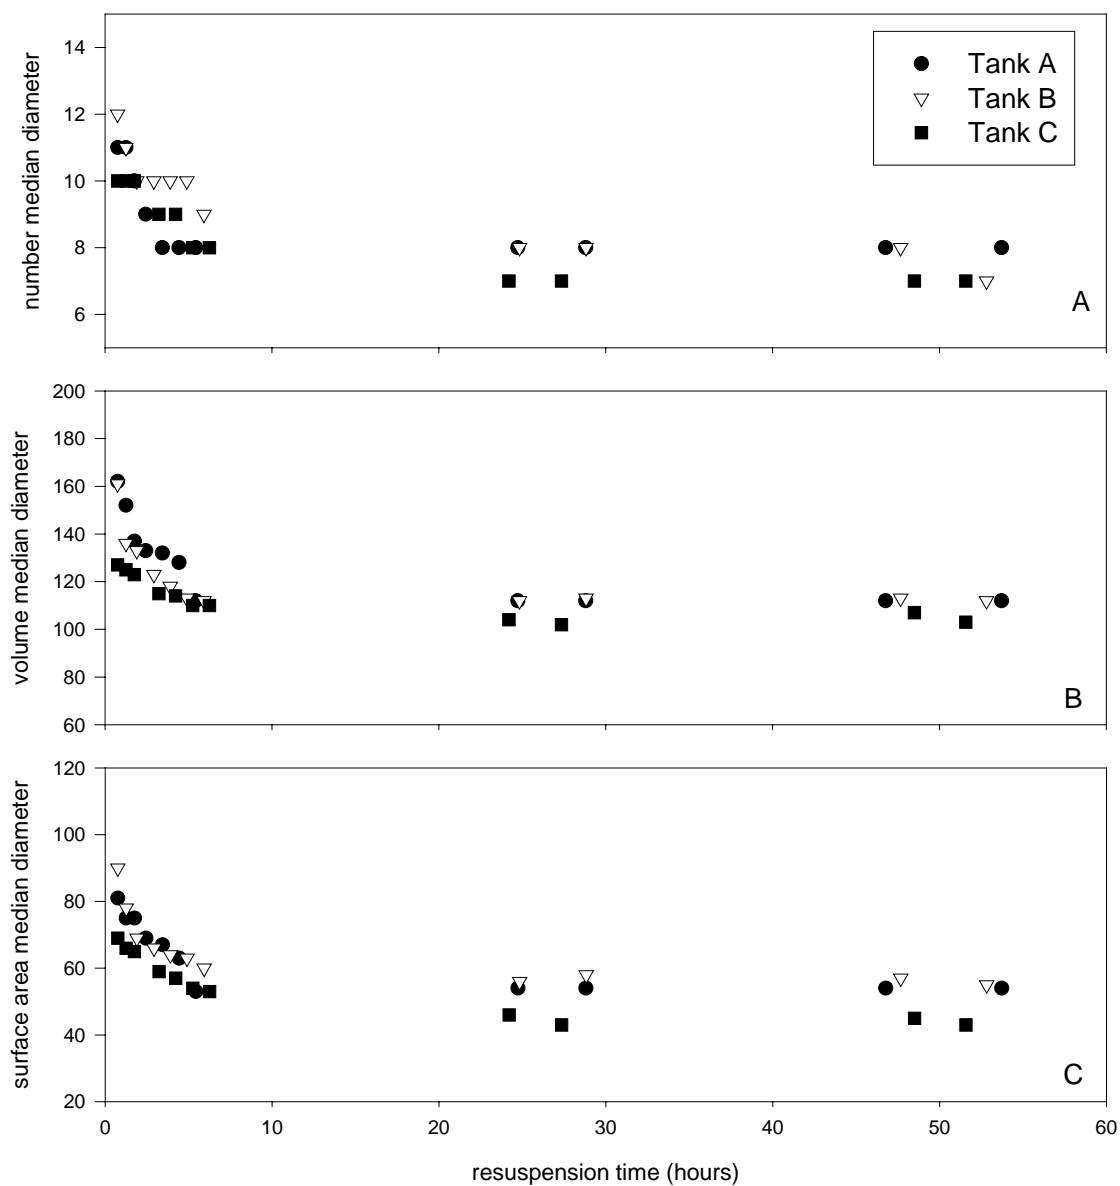 14
12
10
8
6
number median diameter
Tank A
Tank B
Tank C
A
200
180
160
140
120
100
80
60
volume median diameter
B
120
100
80
60
40
20
surface area median diameter
C
0 10 20 30 40 50 60
resuspension time (hours)